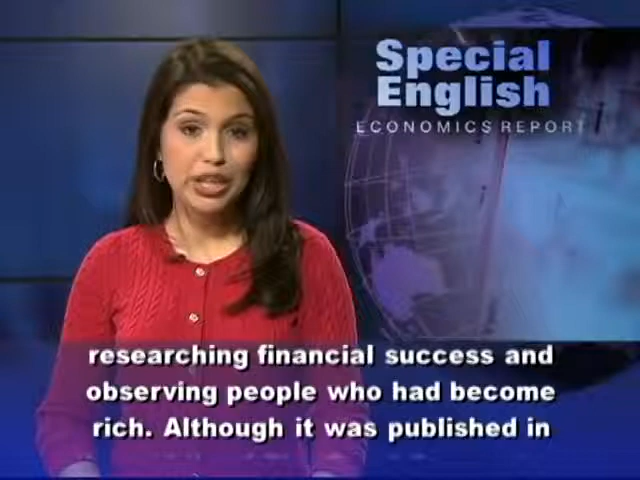 Special
English
ECONOMICS REPORT
researching financial success and
observing people who had become
rich. Although it was published in